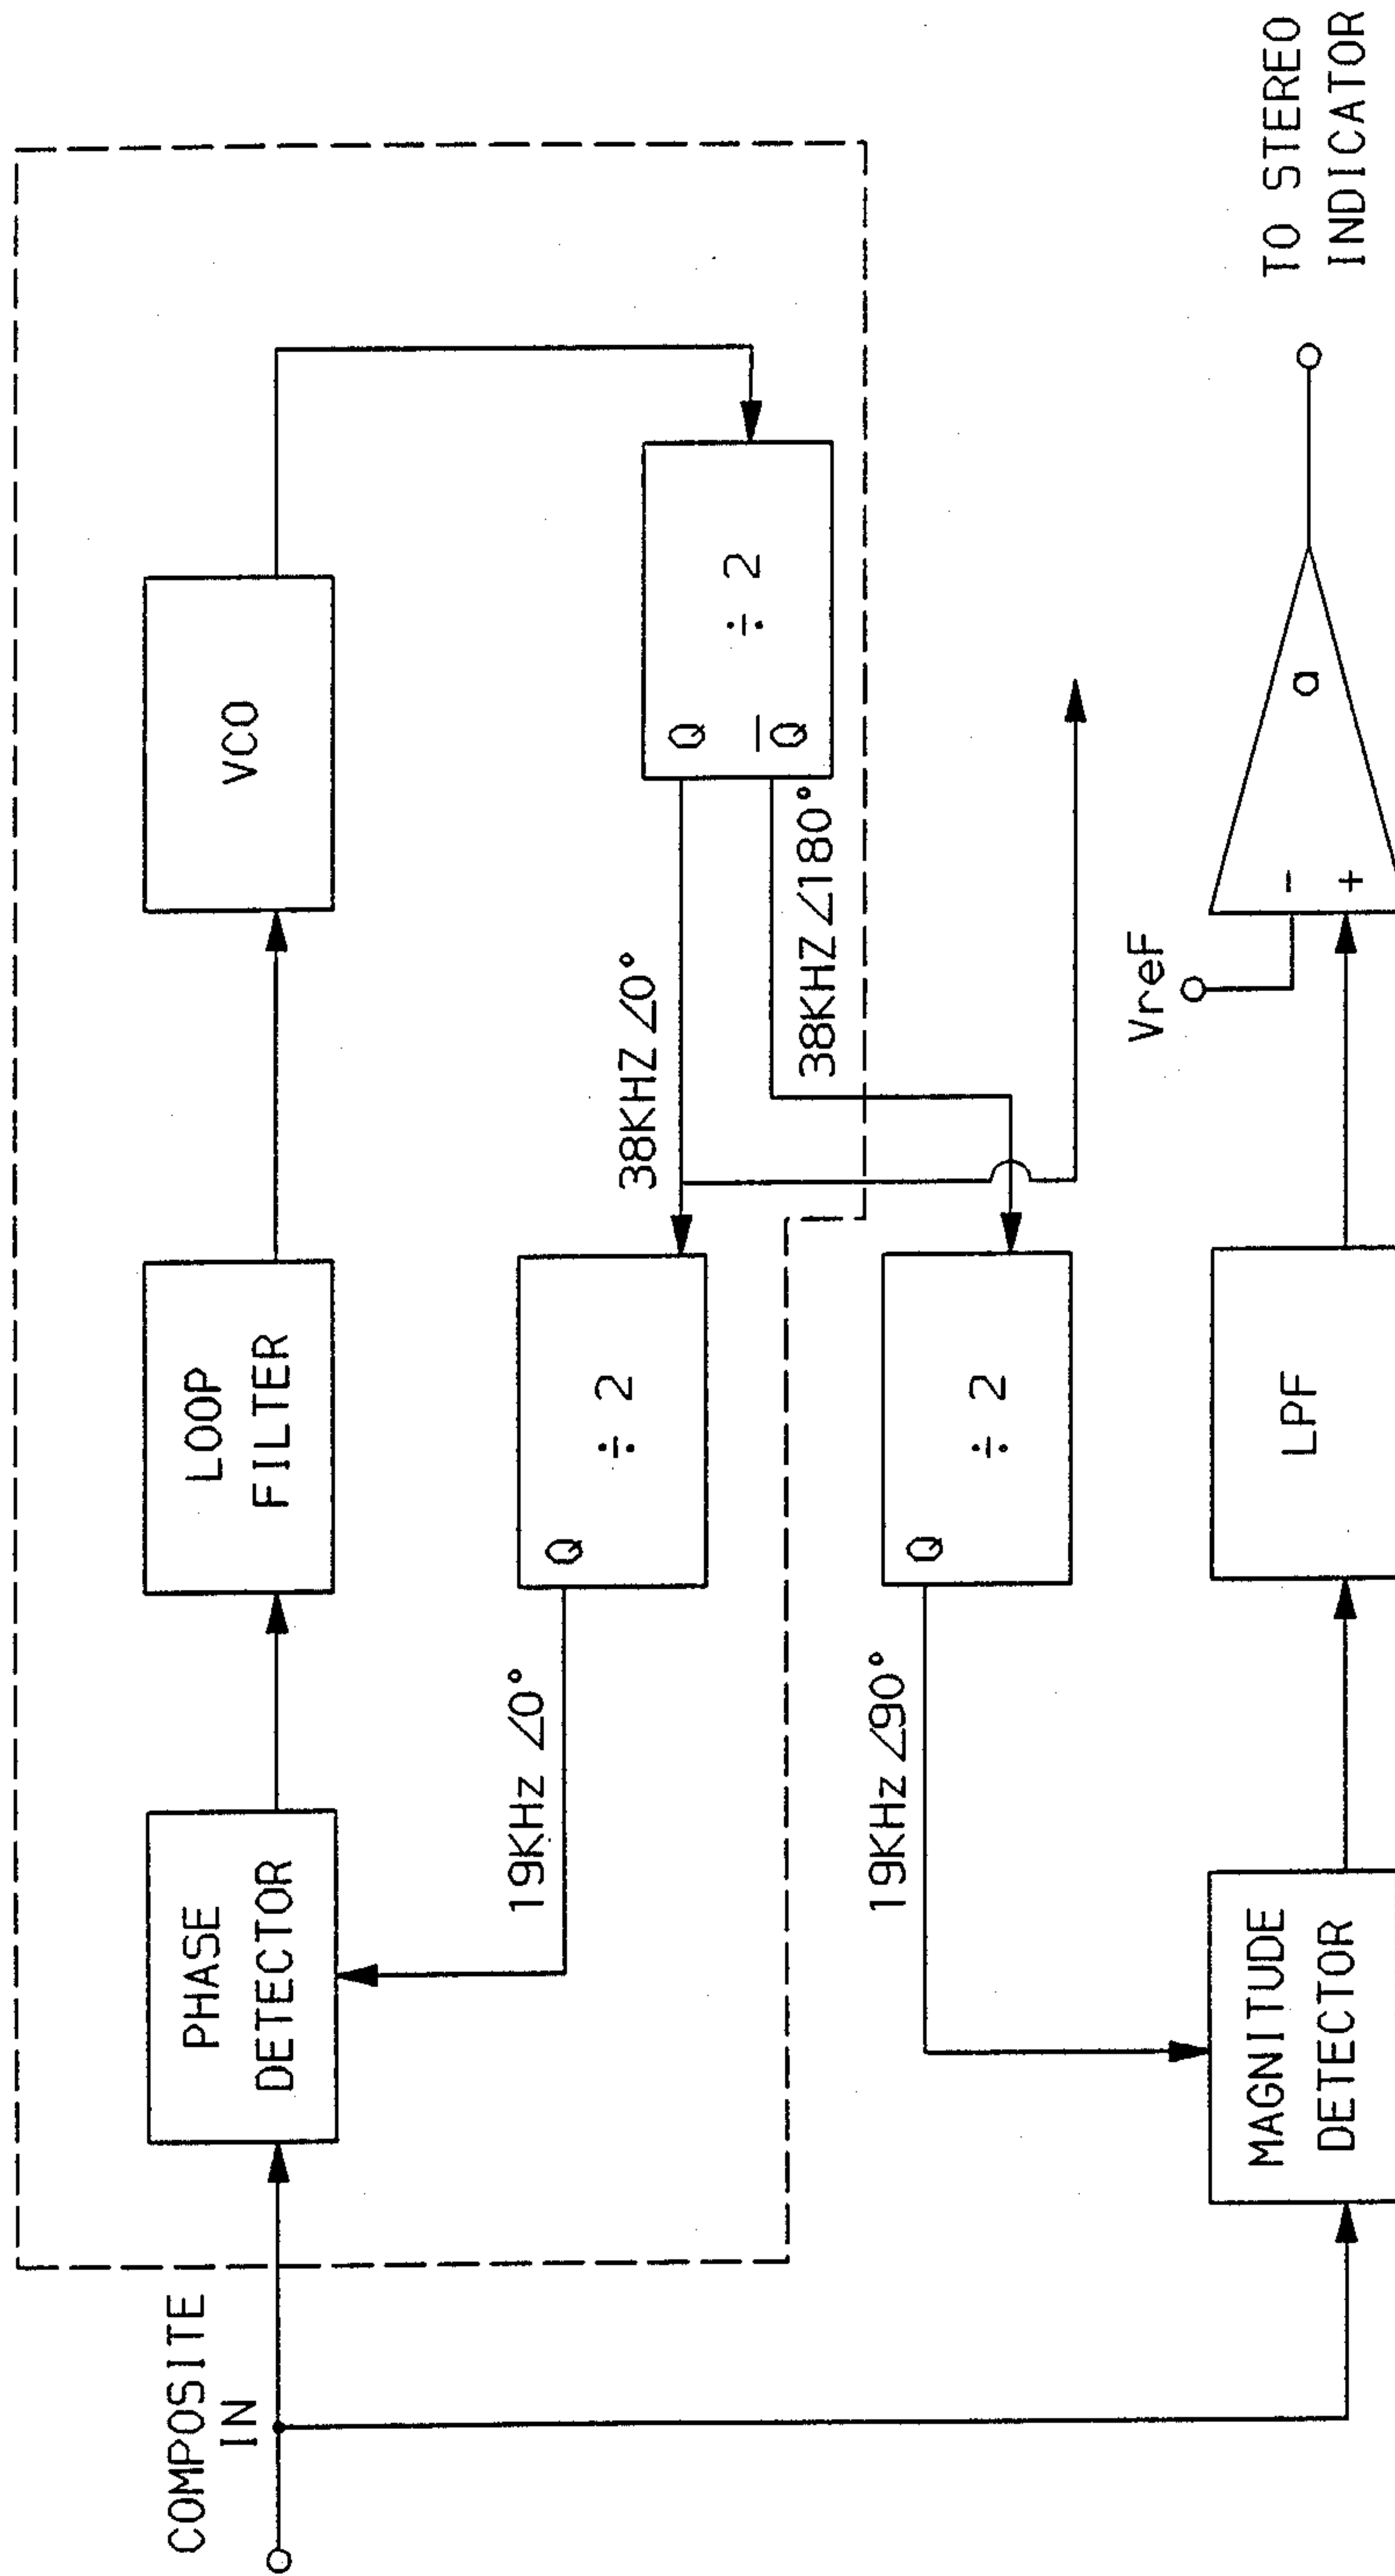 COMPOSITE
IN
PHASE
DETECTOR
LOOP
FILTER
VCO
19KHz ∠0°
Q
÷ 2
38KHZ ∠0°
Q
Q̅
÷ 2
38KHZ ∠180°
19KHz ∠90°
Q
÷ 2
MAGNITUDE
DETECTOR
LPF
Vref
-
+
a
TO STEREO
INDICATOR